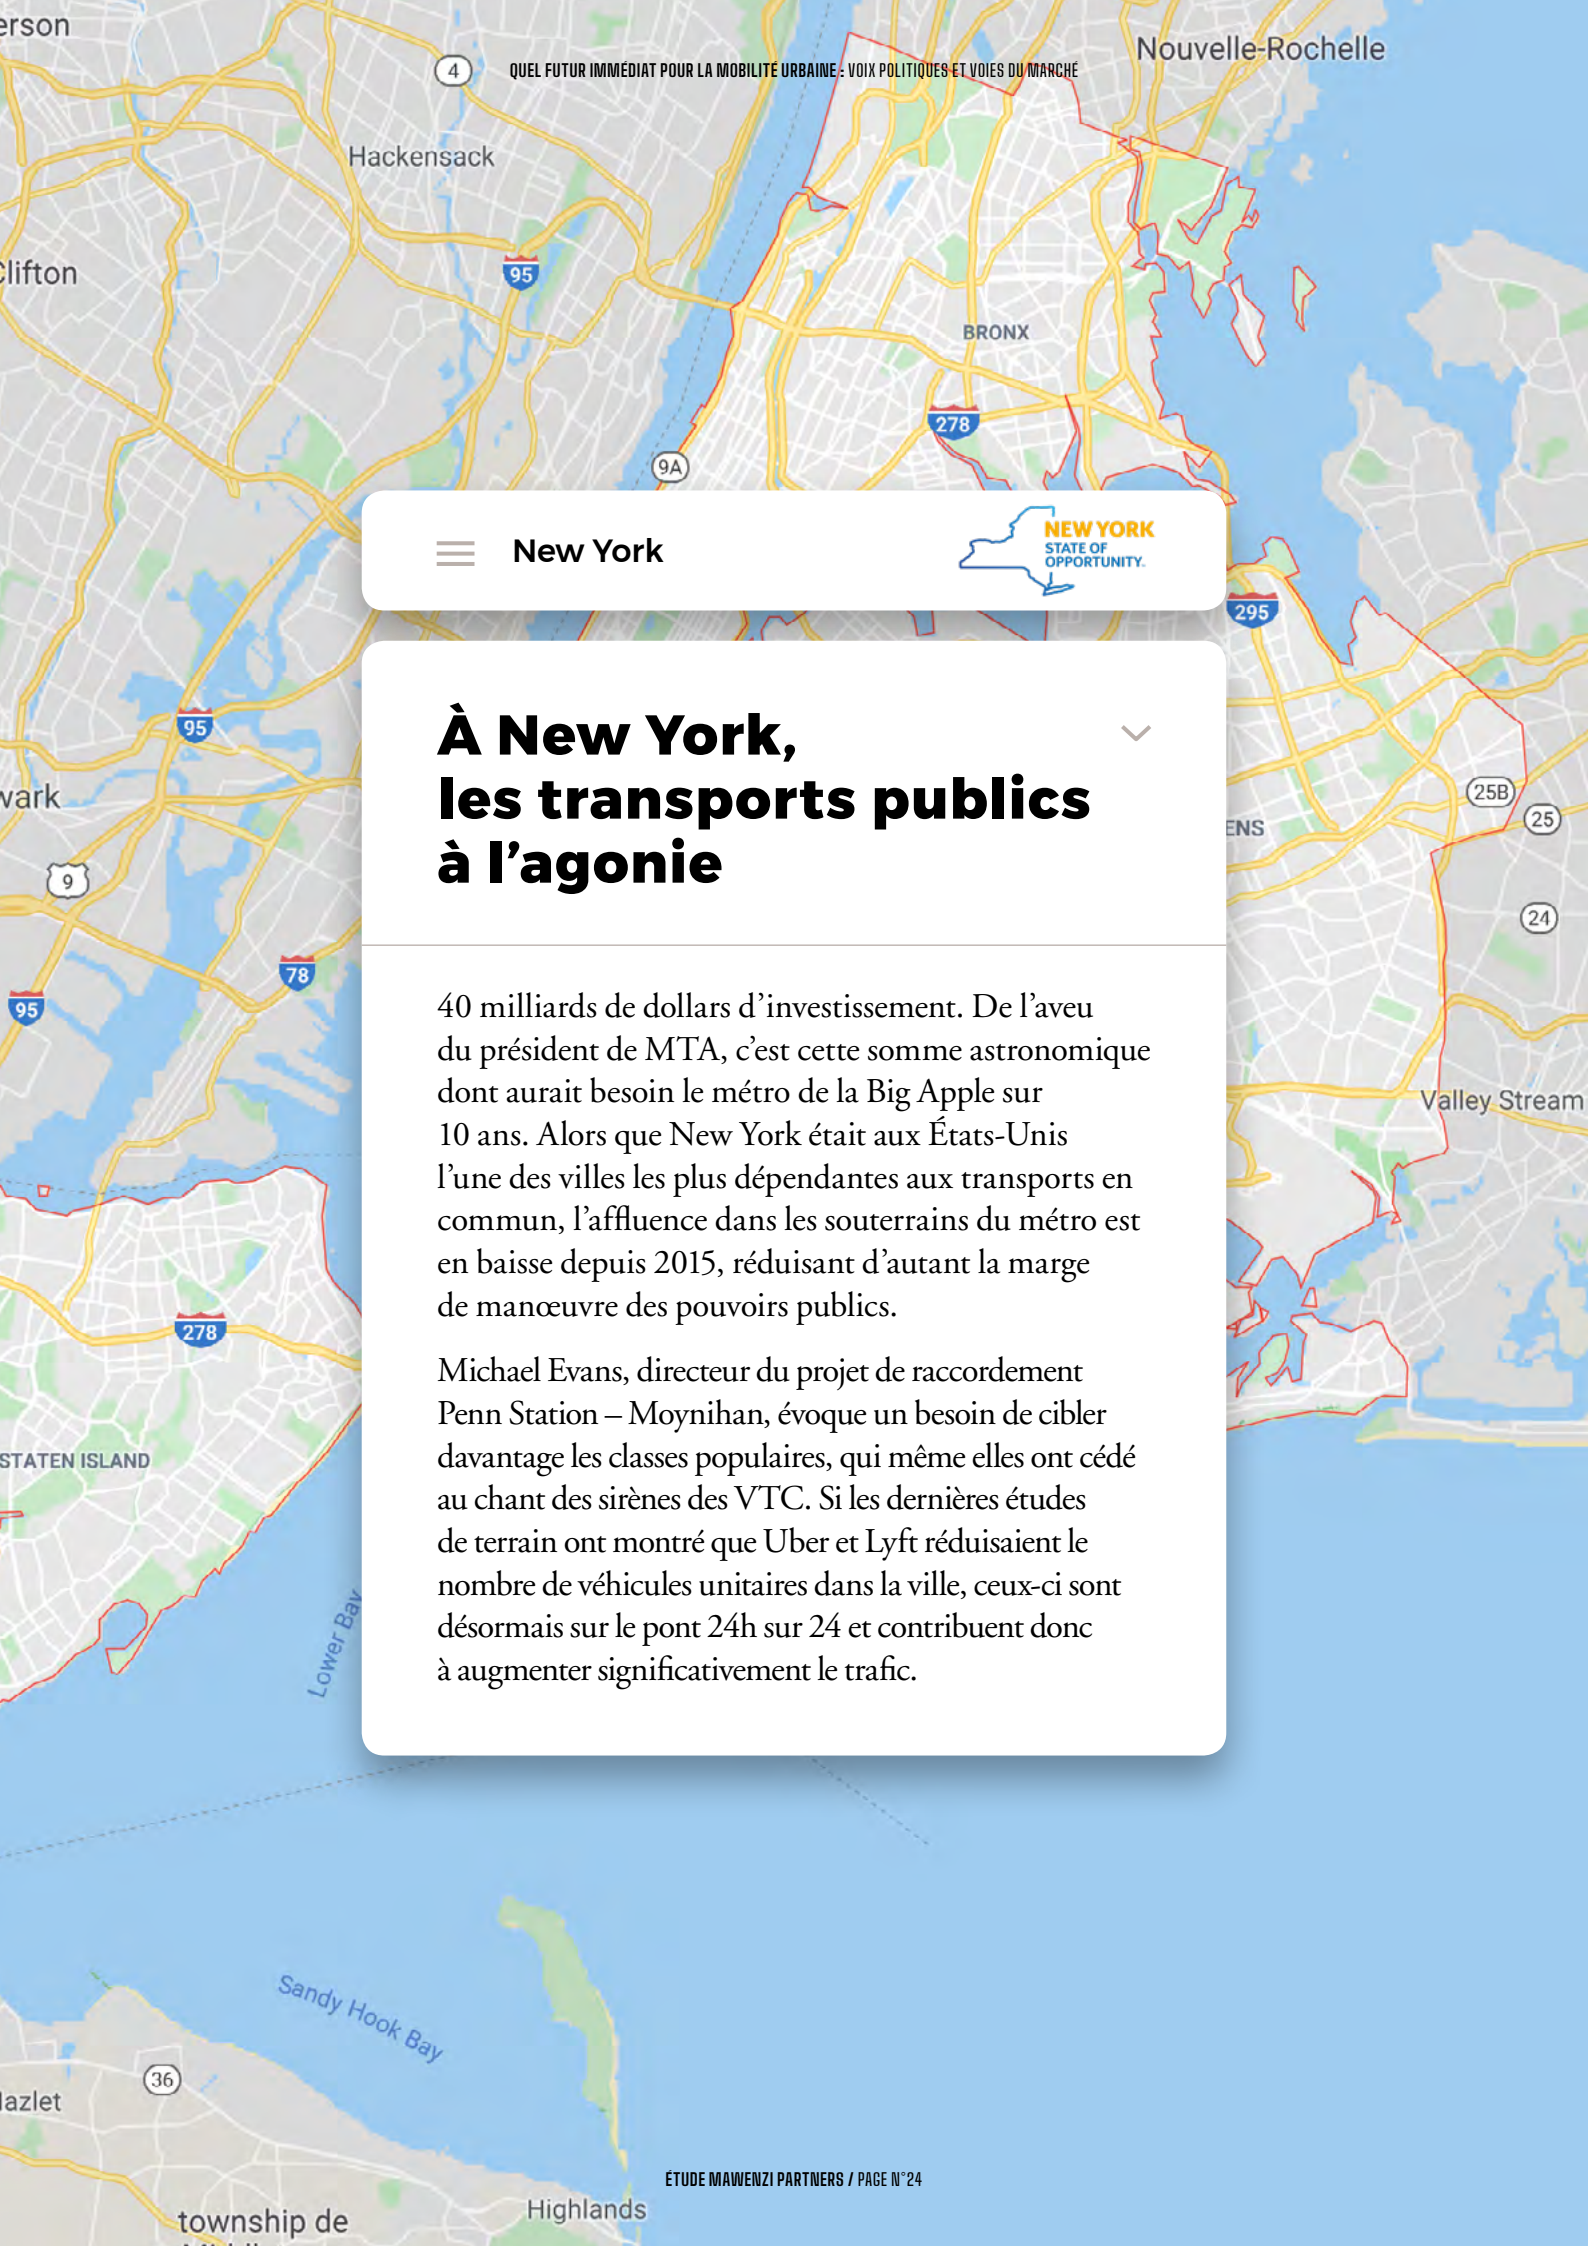 erson
Nouvelle-Rochelle
4
QUEL FUTUR IMMÉDIAT POUR LA MOBILITÉ URBAINE : VOIX POLITIQUES ET VOIES DU MARCHÉ
Hackensack
Clifton
95
BRONX
278
9A
New York
NEW YORK
STATE OF
OPPORTUNITY.
295
À New York,
les transports publics
à l’agonie
95
wark
25B
25
ENS
9
24
78
95
40 milliards de dollars d’investissement. De l’aveu
du président de MTA, c’est cette somme astronomique
dont aurait besoin le métro de la Big Apple sur
10 ans. Alors que New York était aux États-Unis
l’une des villes les plus dépendantes aux transports en
commun, l’affluence dans les souterrains du métro est
en baisse depuis 2015, réduisant d’autant la marge
de manœuvre des pouvoirs publics.
Valley Stream
278
Michael Evans, directeur du projet de raccordement
Penn Station – Moynihan, évoque un besoin de cibler
davantage les classes populaires, qui même elles ont cédé
au chant des sirènes des VTC. Si les dernières études
de terrain ont montré que Uber et Lyft réduisaient le
nombre de véhicules unitaires dans la ville, ceux-ci sont
désormais sur le pont 24h sur 24 et contribuent donc
à augmenter significativement le trafic.
STATEN ISLAND
Lower Bay
Sandy Hook Bay
36
lazlet
ÉTUDE MAWENZI PARTNERS / PAGE N°24
Highlands
township de